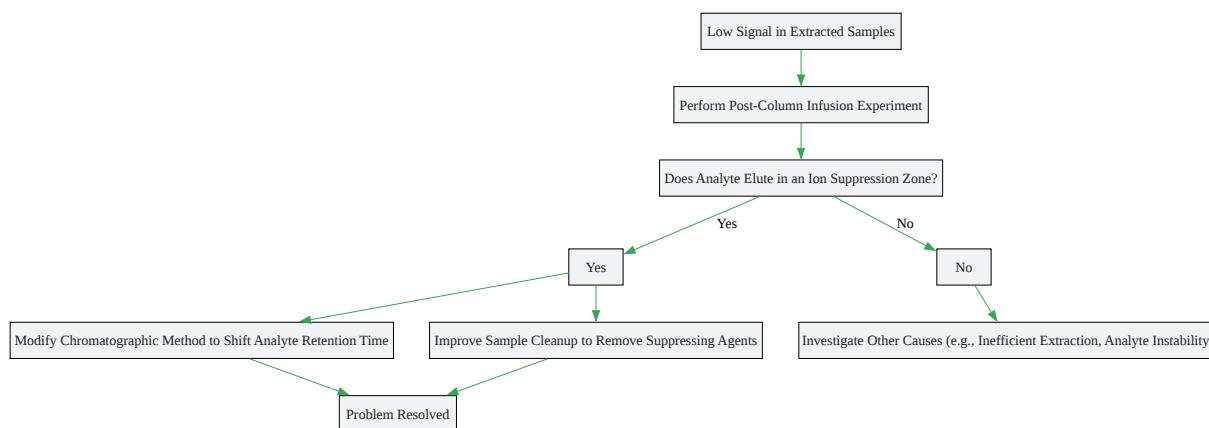 Low Signal in Extracted Samples
Perform Post-Column Infusion Experiment
Does Analyte Elute in an Ion Suppression Zone?
Yes
No
Yes
No
Modify Chromatographic Method to Shift Analyte Retention Time
Improve Sample Cleanup to Remove Suppressing Agents
Investigate Other Causes (e.g., Inefficient Extraction, Analyte Instability
Problem Resolved